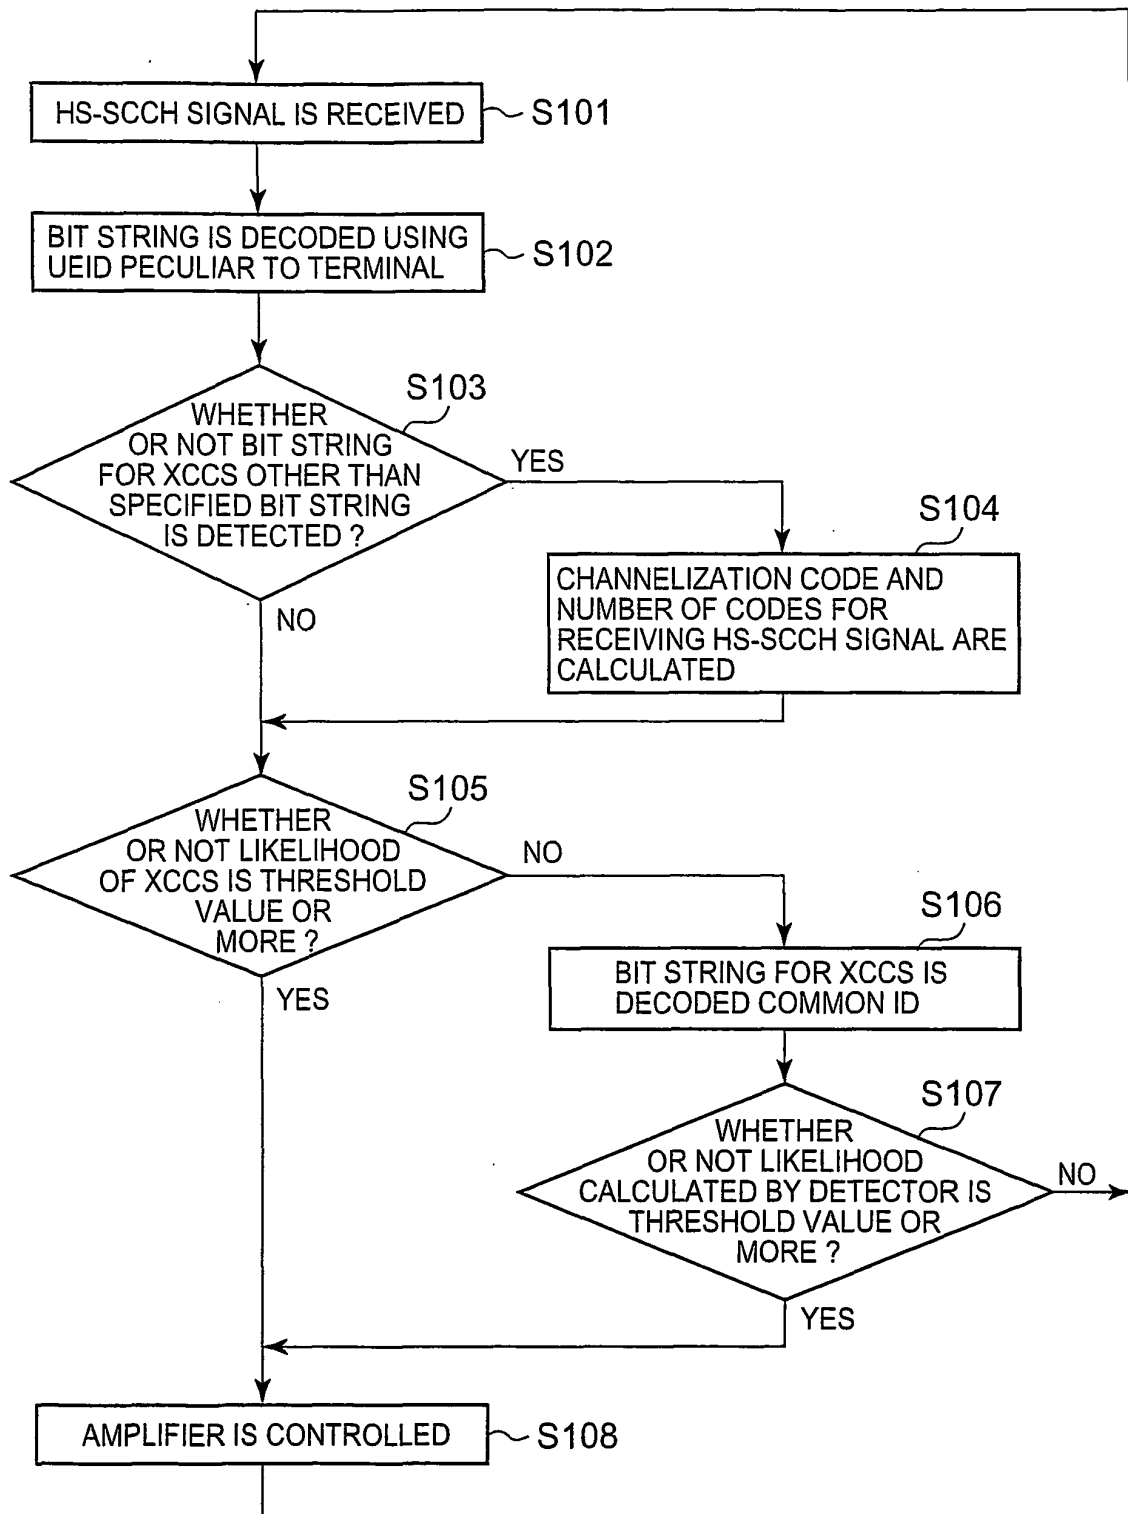 HS-SCCH SIGNAL IS RECEIVED
S101
BIT STRING IS DECODED USING
UEID PECULIAR TO TERMINAL
S102
S103
WHETHER
OR NOT BIT STRING
FOR XCCS OTHER THAN
SPECIFIED BIT STRING
IS DETECTED ?
YES
NO
S104
CHANNELIZATION CODE AND
NUMBER OF CODES FOR
RECEIVING HS-SCCH SIGNAL ARE
CALCULATED
S105
WHETHER
OR NOT LIKELIHOOD
OF XCCS IS THRESHOLD
VALUE OR
MORE ?
NO
YES
S106
BIT STRING FOR XCCS IS
DECODED COMMON ID
S107
WHETHER
OR NOT LIKELIHOOD
CALCULATED BY DETECTOR IS
THRESHOLD VALUE OR
MORE ?
NO
YES
AMPLIFIER IS CONTROLLED
S108